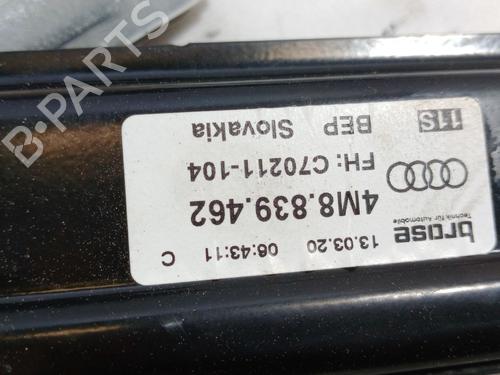 brose
Technik für Automobile
13.03.20 08:43:11 C
4M8.839.462
FH: C70211-104
11S BEP Slovakia
B-PARTS